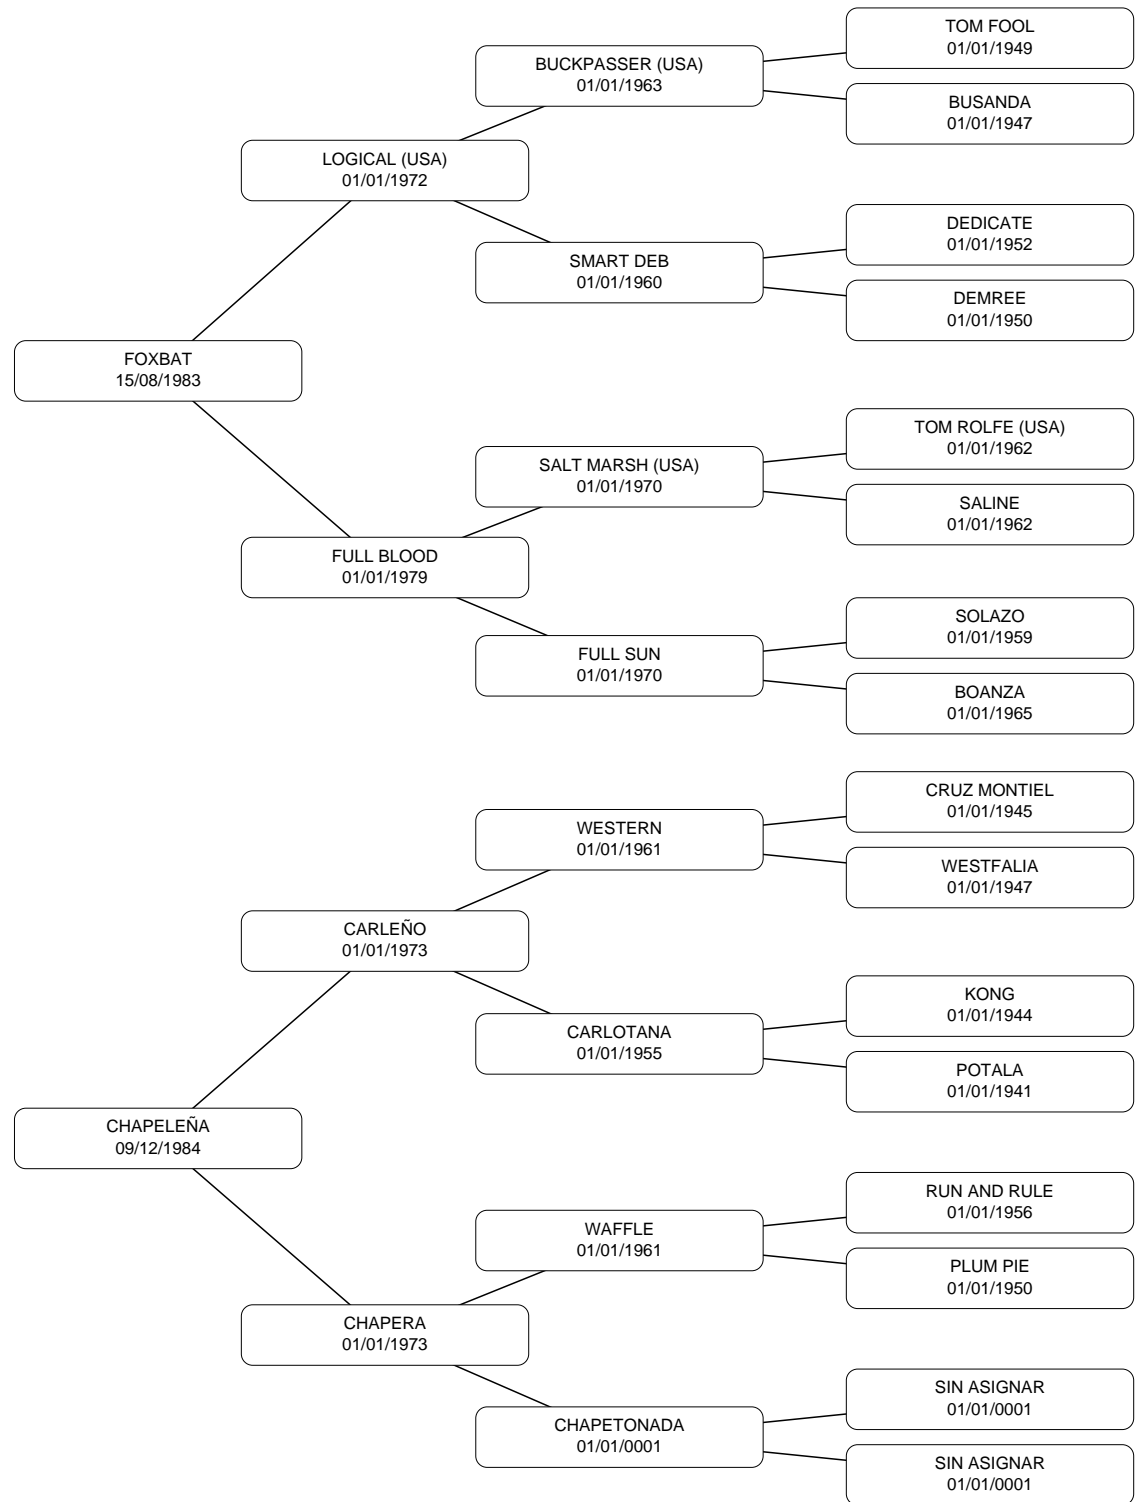 TOM FOOL
01/01/1949
BUCKPASSER (USA)
01/01/1963
BUSANDA
01/01/1947
LOGICAL (USA)
01/01/1972
DEDICATE
01/01/1952
SMART DEB
01/01/1960
DEMREE
01/01/1950
FOXBAT
15/08/1983
TOM ROLFE (USA)
01/01/1962
SALT MARSH (USA)
01/01/1970
SALINE
01/01/1962
FULL BLOOD
01/01/1979
SOLAZO
01/01/1959
FULL SUN
01/01/1970
BOANZA
01/01/1965
CRUZ MONTIEL
01/01/1945
WESTERN
01/01/1961
WESTFALIA
01/01/1947
CARLEÑO
01/01/1973
KONG
01/01/1944
CARLOTANA
01/01/1955
POTALA
01/01/1941
CHAPELEÑA
09/12/1984
RUN AND RULE
01/01/1956
WAFFLE
01/01/1961
PLUM PIE
01/01/1950
CHAPERA
01/01/1973
SIN ASIGNAR
01/01/0001
CHAPETONADA
01/01/0001
SIN ASIGNAR
01/01/0001